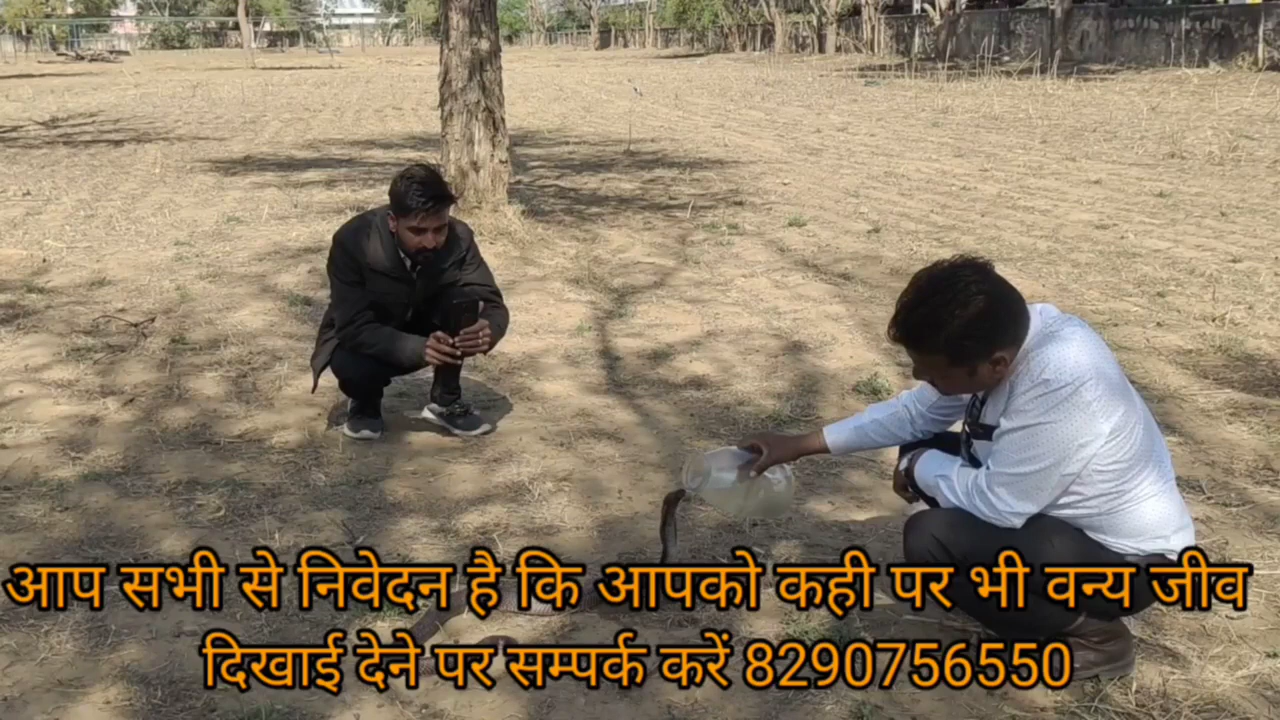 आप सभी से निवेदन है कि आपको कही पर भी वन्य जीव
दिखाई देने पर सम्पर्क करें 8290756550